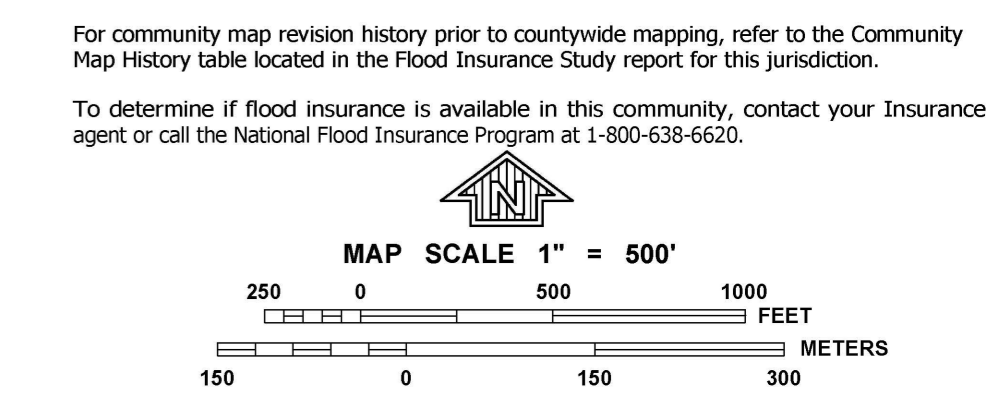 For community map revision history prior to countywide mapping, refer to the Community
Map History table located in the Flood Insurance Study report for this jurisdiction.
To determine if flood insurance is available in this community, contact your Insurance
agent or call the National Flood Insurance Program at 1-800-638-6620.
N
MAP SCALE 1" = 500'
250 0 500 1000
FEET
METERS
150 0 150 300